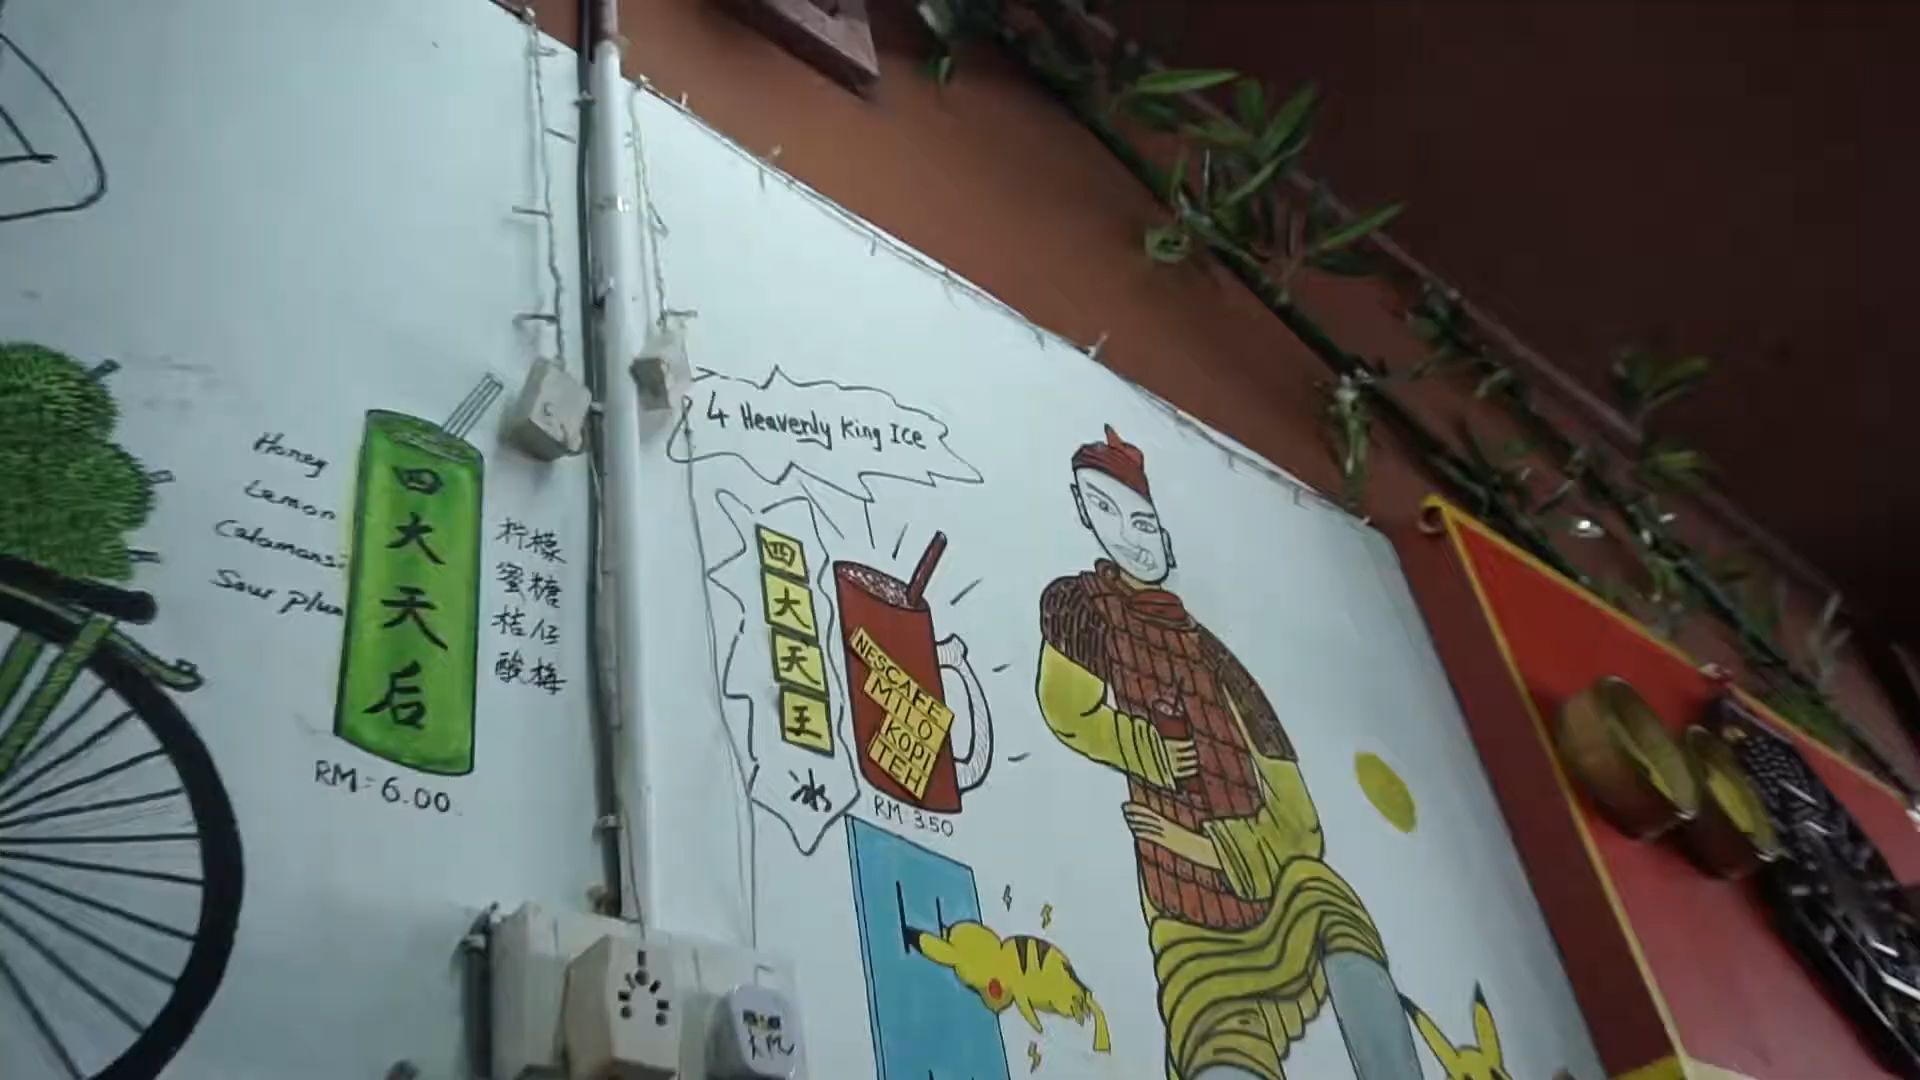 Honey
Lemon
Calamansi
Sour plum
四大天后
柠檬
蜜糖
桔仔
酸梅
RM: 6.00
4 Heavenly King Ice
四大天王
冰
NESCAFE
MILO
KOPI
TEH
RM 3.50